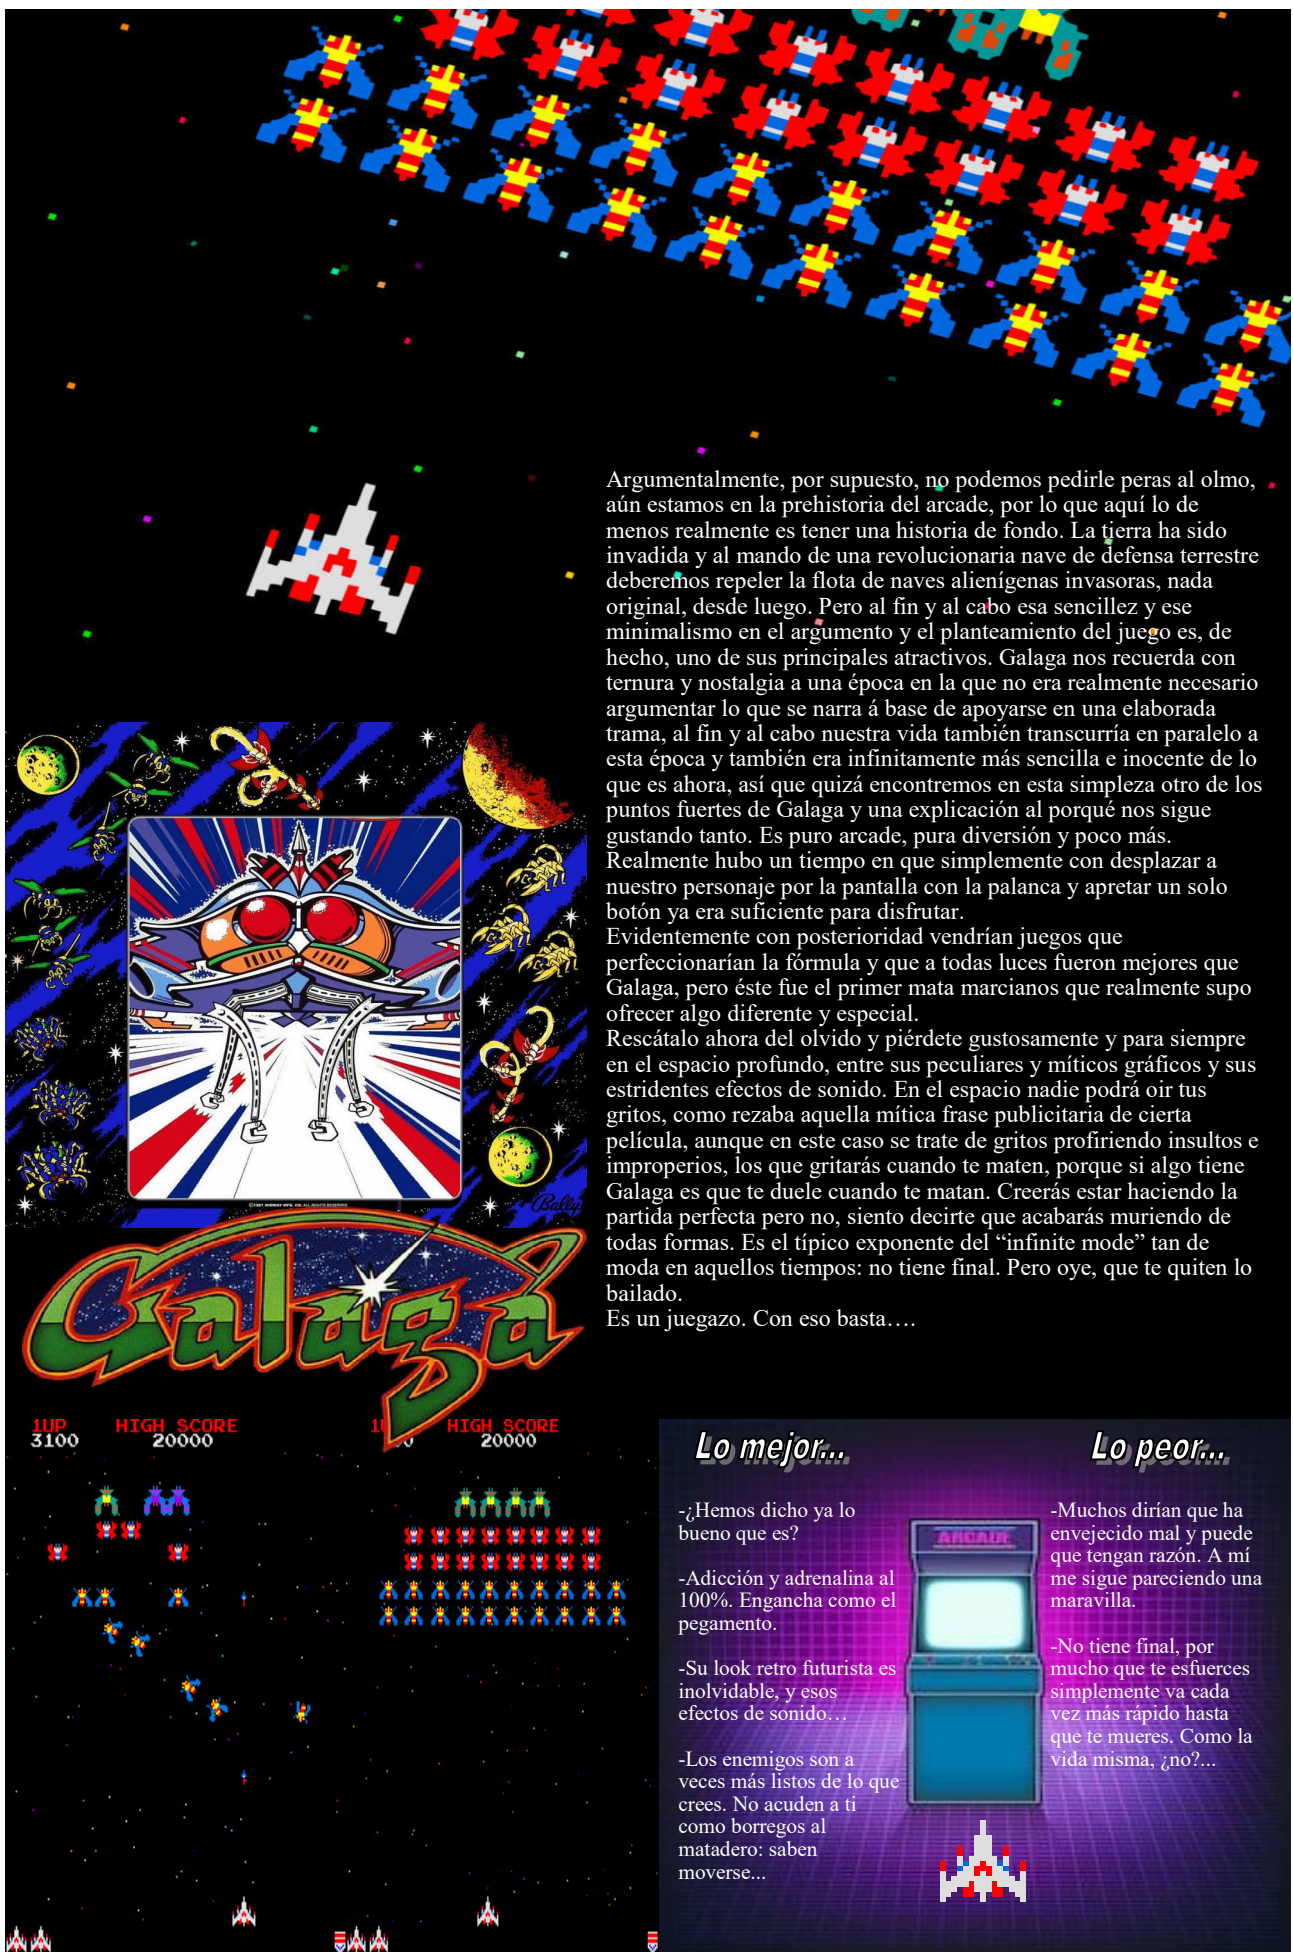 Argumentalmente, por supuesto, no podemos pedirle peras al olmo,
aún estamos en la prehistoria del arcade, por lo que aquí lo de
menos realmente es tener una historia de fondo. La tierra ha sido
invadida y al mando de una revolucionaria nave de defensa terrestre
deberemos repeler la flota de naves alienígenas invasoras, nada
original, desde luego. Pero al fin y al cabo esa sencillez y ese
minimalismo en el argumento y el planteamiento del juego es, de
hecho, uno de sus principales atractivos. Galaga nos recuerda con
ternura y nostalgia a una época en la que no era realmente necesario
argumentar lo que se narra á base de apoyarse en una elaborada
trama, al fin y al cabo nuestra vida también transcurría en paralelo a
esta época y también era infinitamente más sencilla e inocente de lo
que es ahora, así que quizá encontremos en esta simpleza otro de los
puntos fuertes de Galaga y una explicación al porqué nos sigue
gustando tanto. Es puro arcade, pura diversión y poco más.
Realmente hubo un tiempo en que simplemente con desplazar a
nuestro personaje por la pantalla con la palanca y apretar un solo
botón ya era suficiente para disfrutar.
Evidentemente con posterioridad vendrían juegos que
perfeccionarían la fórmula y que a todas luces fueron mejores que
Galaga, pero éste fue el primer mata marcianos que realmente supo
ofrecer algo diferente y especial.
Rescátalo ahora del olvido y piérdete gustosamente y para siempre
en el espacio profundo, entre sus peculiares y míticos gráficos y sus
estridentes efectos de sonido. En el espacio nadie podrá oir tus
gritos, como rezaba aquella mítica frase publicitaria de cierta
película, aunque en este caso se trate de gritos profiriendo insultos e
improperios, los que gritarás cuando te maten, porque si algo tiene
Galaga es que te duele cuando te matan. Creerás estar haciendo la
partida perfecta pero no, siento decirte que acabarás muriendo de
todas formas. Es el típico exponente del “infinite mode” tan de
moda en aquellos tiempos: no tiene final. Pero oye, que te quiten lo
bailado.
Es un juegazo. Con eso basta….
©1981 MIDWAY MFG. CO. ALL RIGHTS RESERVED
Bally
Galaga
1UP HIGH SCORE
3100 20000
HIGH SCORE
20000
Lo mejor...
-¿Hemos dicho ya lo
bueno que es?
-Adicción y adrenalina al
100%. Engancha como el
pegamento.
-Su look retro futurista es
inolvidable, y esos
efectos de sonido…
-Los enemigos son a
veces más listos de lo que
crees. No acuden a ti
como borregos al
matadero: saben
moverse...
ARCADE
Lo peor...
-Muchos dirían que ha
envejecido mal y puede
que tengan razón. A mí
me sigue pareciendo una
maravilla.
-No tiene final, por
mucho que te esfuerces
simplemente va cada
vez más rápido hasta
que te mueres. Como la
vida misma, ¿no?...